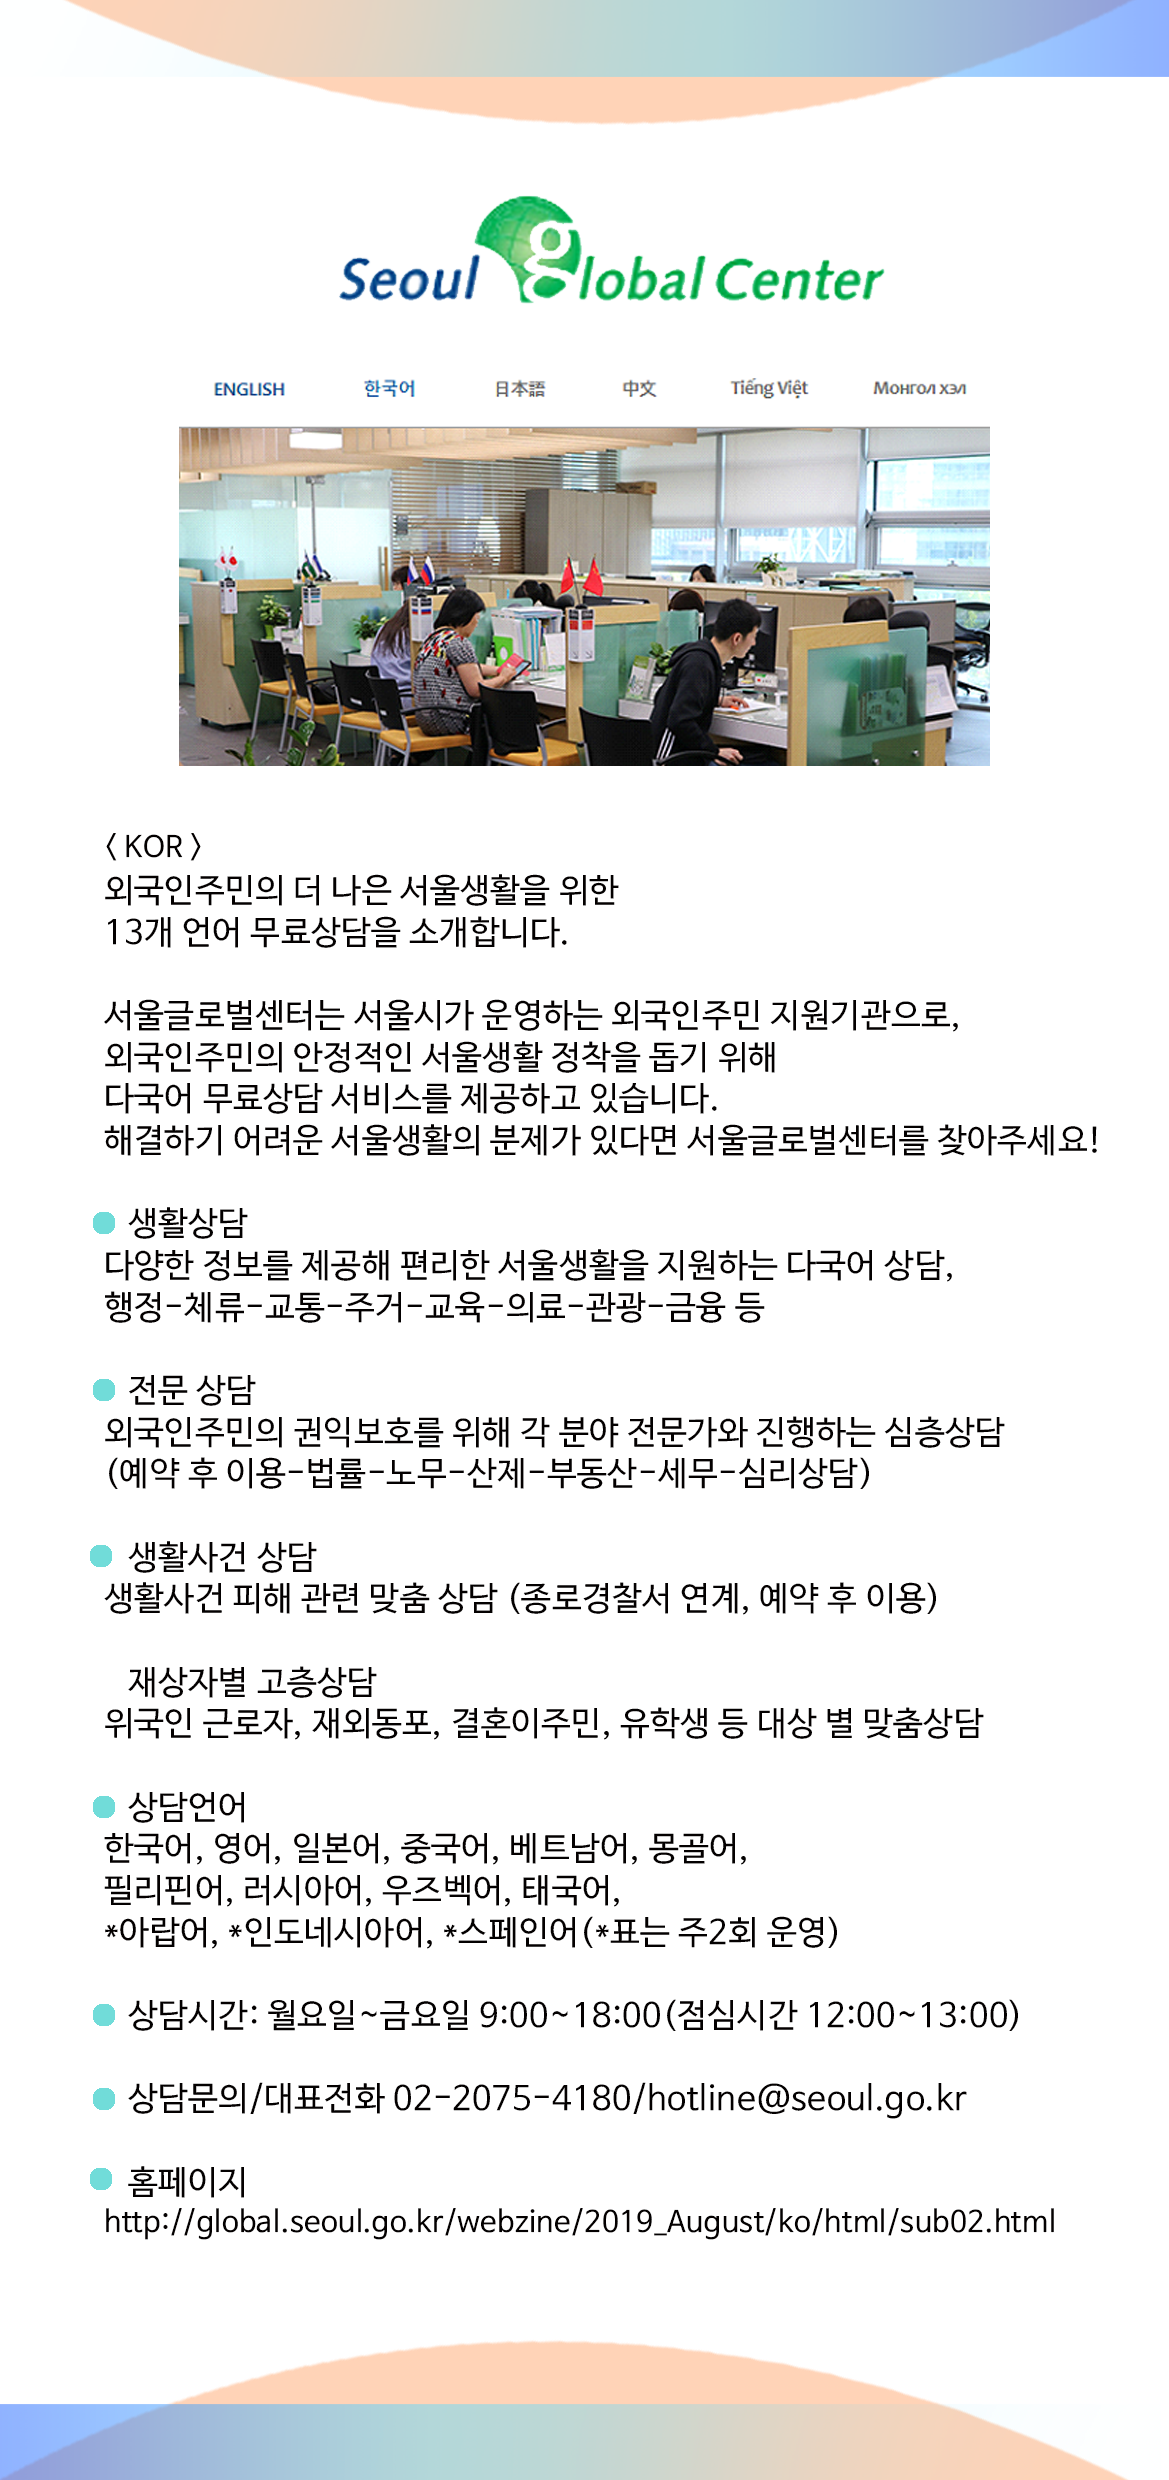 Seoul global Center
ENGLISH 한국어 日本語 中文 Tiếng Việt Монгол хэл
〈 KOR 〉
외국인주민의 더 나은 서울생활을 위한
13개 언어 무료상담을 소개합니다.
서울글로벌센터는 서울시가 운영하는 외국인주민 지원기관으로,
외국인주민의 안정적인 서울생활 정착을 돕기 위해
다국어 무료상담 서비스를 제공하고 있습니다.
해결하기 어려운 서울생활의 문제가 있다면 서울글로벌센터를 찾아주세요!
생활상담
다양한 정보를 제공해 편리한 서울생활을 지원하는 다국어 상담,
행정-체류-교통-주거-교육-의료-관광-금융 등
전문 상담
외국인주민의 권익보호를 위해 각 분야 전문가와 진행하는 심층상담
(예약 후 이용-법률-노무-산제-부동산-세무-심리상담)
생활사건 상담
생활사건 피해 관련 맞춤 상담 (종로경찰서 연계, 예약 후 이용)
재상자별 고층상담
위국인 근로자, 재외동포, 결혼이주민, 유학생 등 대상 별 맞춤상담
상담언어
한국어, 영어, 일본어, 중국어, 베트남어, 몽골어,
필리핀어, 러시아어, 우즈벡어, 태국어,
*아랍어, *인도네시아어, *스페인어(*표는 주2회 운영)
상담시간: 월요일~금요일 9:00~18:00(점심시간 12:00~13:00)
상담문의/대표전화 02-2075-4180/hotline@seoul.go.kr
홈페이지
http://global.seoul.go.kr/webzine/2019_August/ko/html/sub02.html